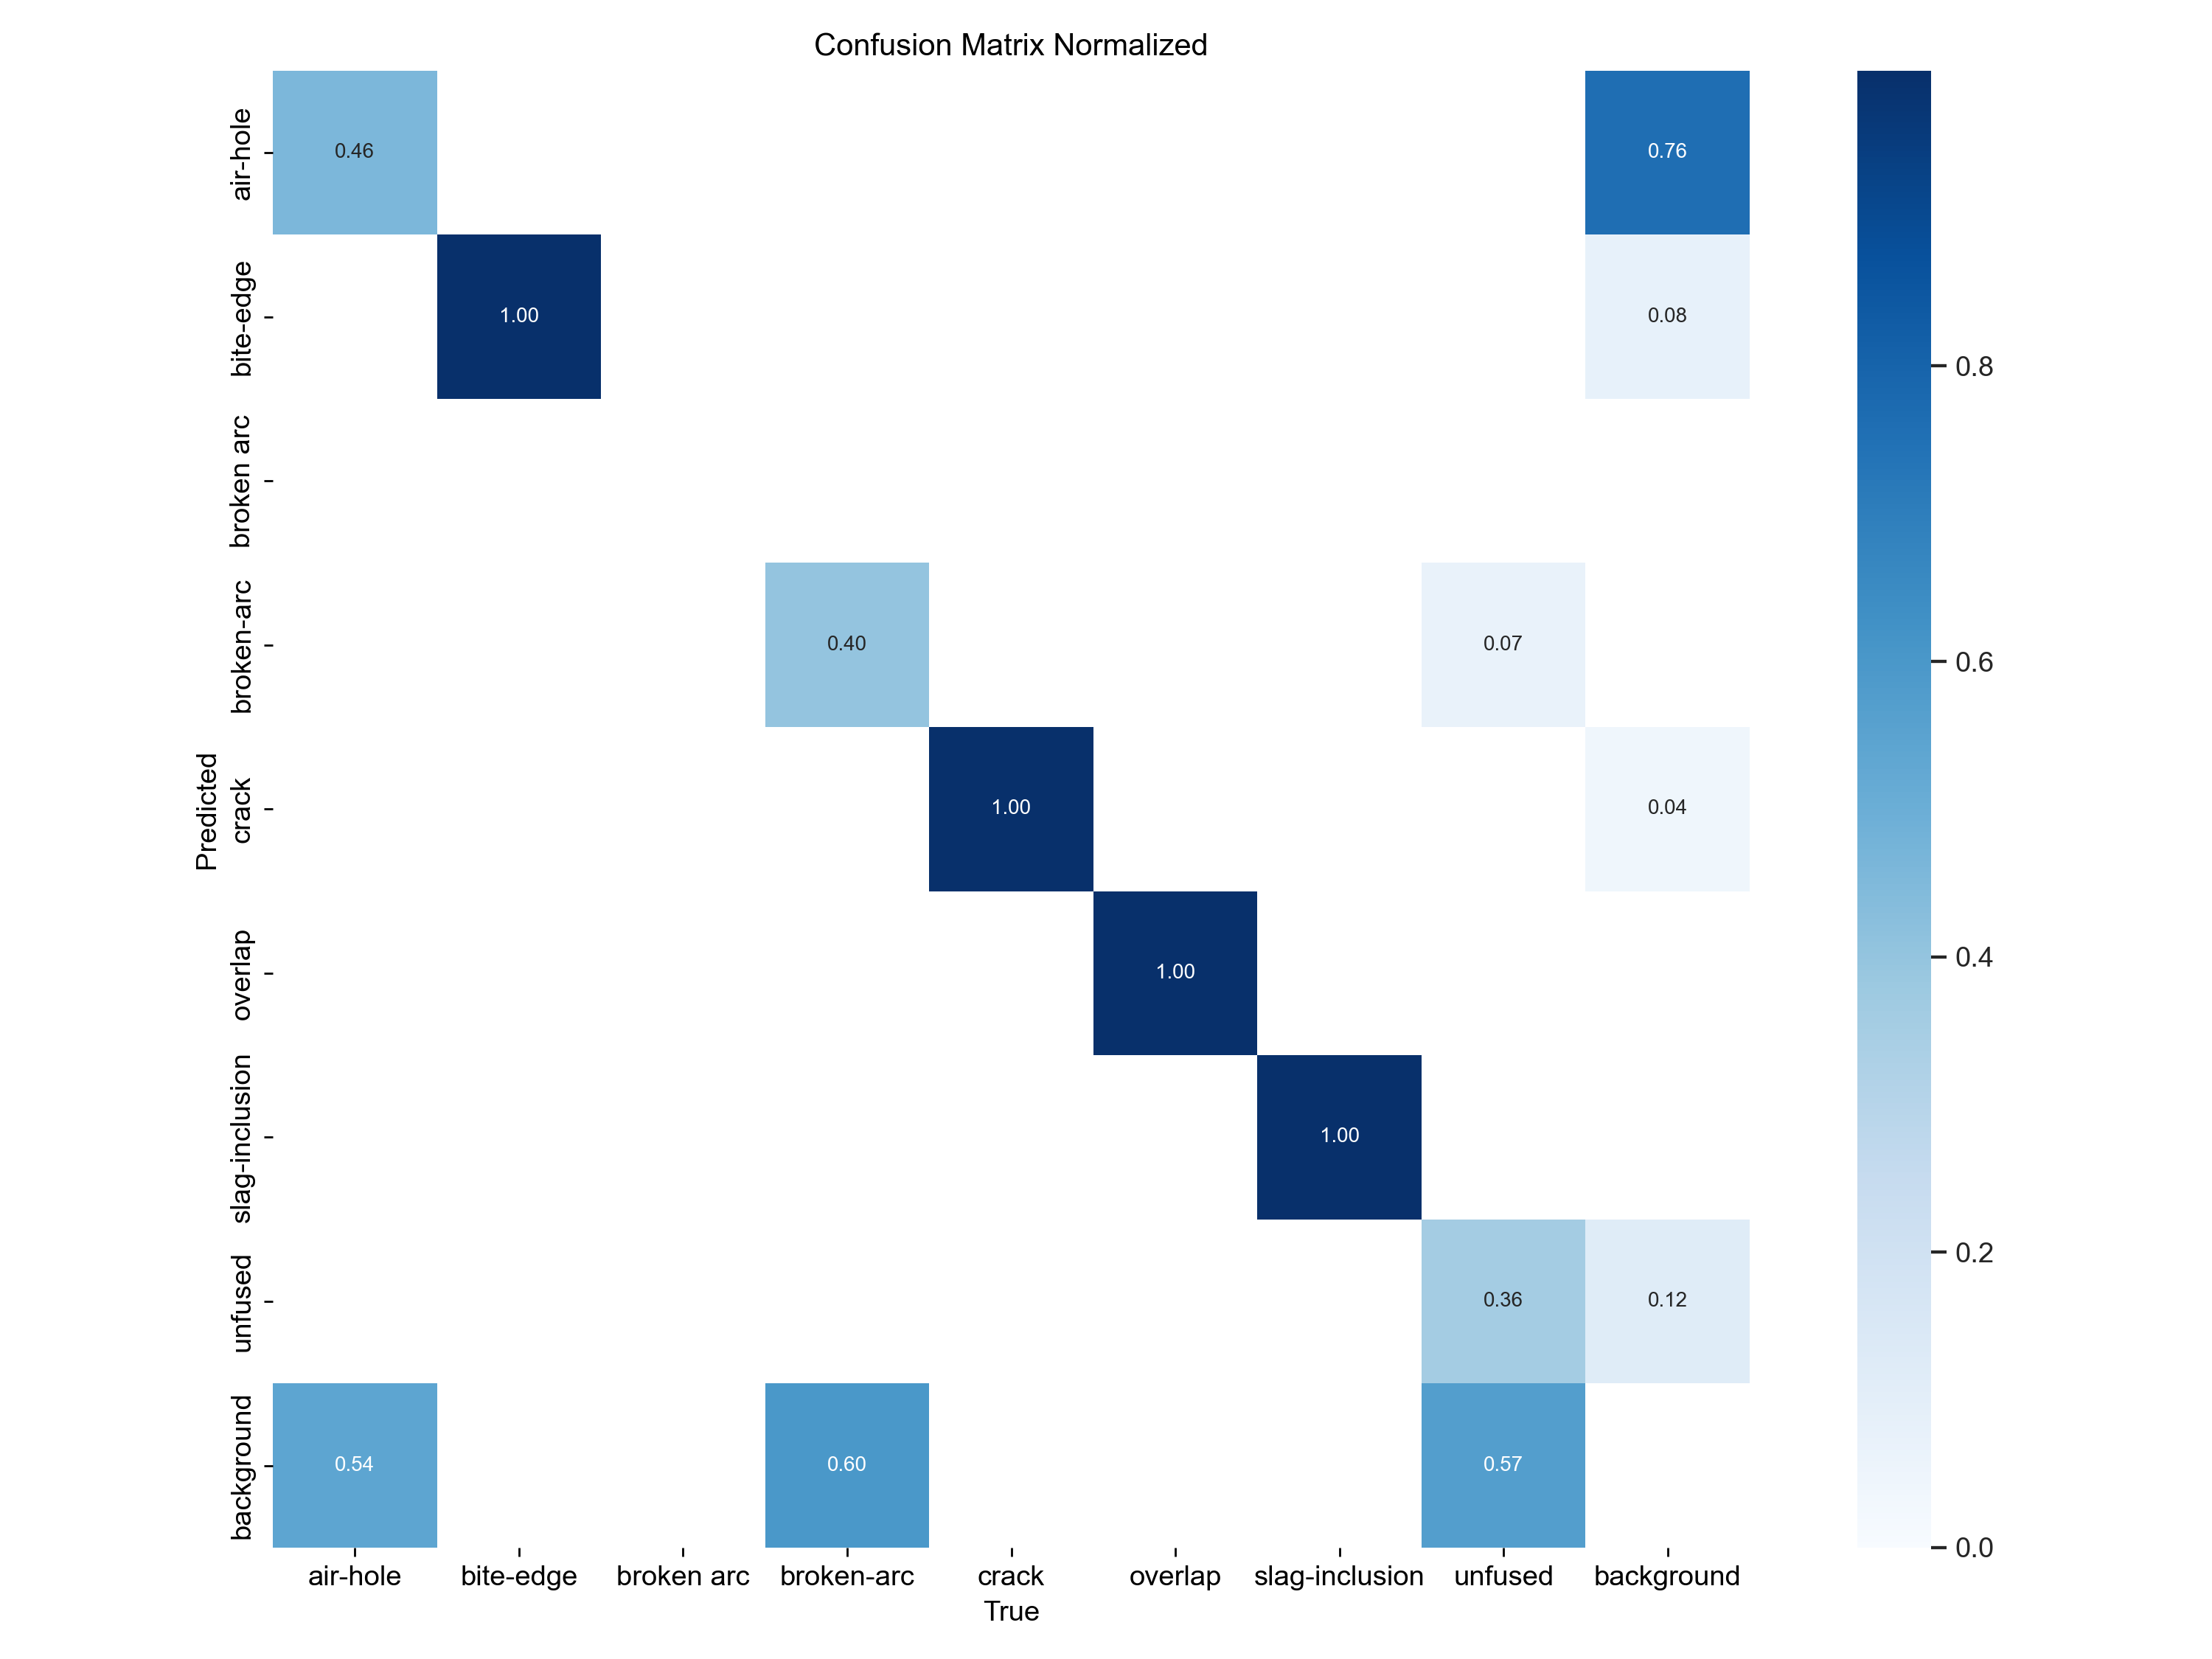 Confusion Matrix Normalized
air-hole
0.46
0.76
bite-edge
1.00
0.08
0.8
broken arc
broken-arc
0.40
0.07
0.6
Predicted
crack
1.00
0.04
overlap
1.00
0.4
slag-inclusion
1.00
unfused
0.36
0.12
0.2
background
0.54
0.60
0.57
0.0
air-hole bite-edge broken arc broken-arc crack overlap slag-inclusion unfused background
True